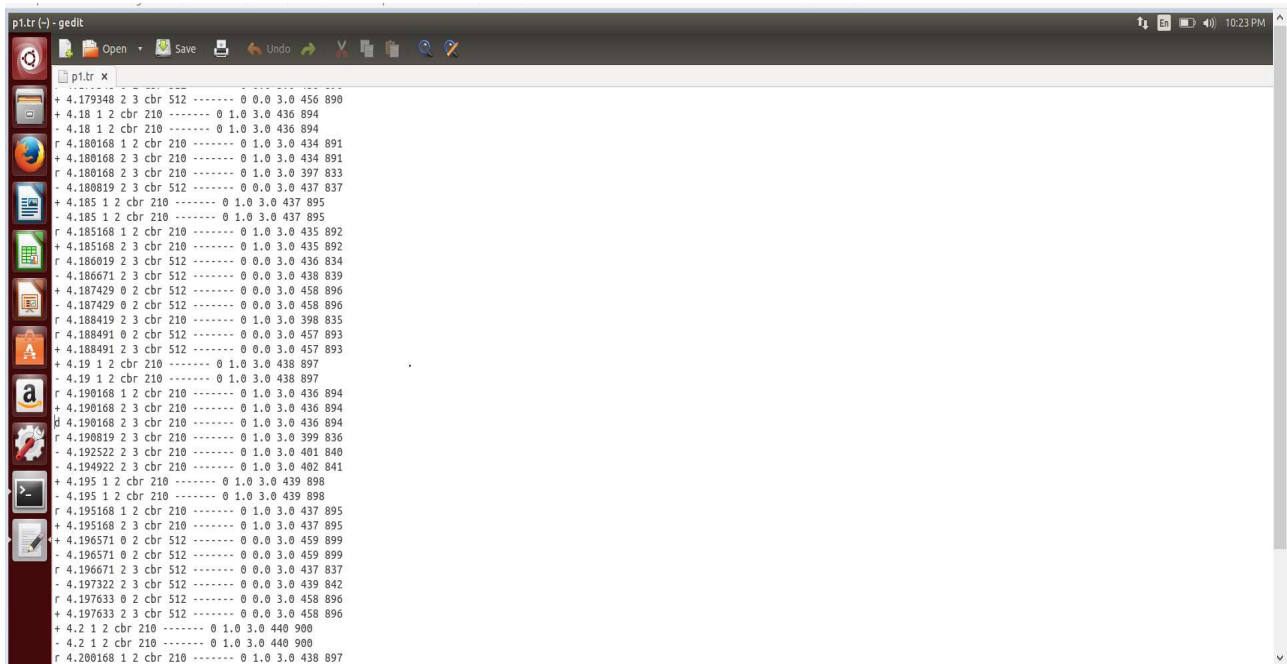 p1.tr (~) - gedit
En 10:23 PM
Open Save Undo
p1.tr x
+ 4.179348 2 3 cbr 512 ------- 0 0.0 3.0 456 890
+ 4.18 1 2 cbr 210 ------- 0 1.0 3.0 436 894
- 4.18 1 2 cbr 210 ------- 0 1.0 3.0 436 894
r 4.180168 1 2 cbr 210 ------- 0 1.0 3.0 434 891
+ 4.180168 2 3 cbr 210 ------- 0 1.0 3.0 434 891
r 4.180168 2 3 cbr 210 ------- 0 1.0 3.0 397 833
- 4.180819 2 3 cbr 512 ------- 0 0.0 3.0 437 837
+ 4.185 1 2 cbr 210 ------- 0 1.0 3.0 437 895
- 4.185 1 2 cbr 210 ------- 0 1.0 3.0 437 895
r 4.185168 1 2 cbr 210 ------- 0 1.0 3.0 435 892
+ 4.185168 2 3 cbr 210 ------- 0 1.0 3.0 435 892
r 4.186019 2 3 cbr 512 ------- 0 0.0 3.0 436 834
- 4.186671 2 3 cbr 512 ------- 0 0.0 3.0 438 839
+ 4.187429 0 2 cbr 512 ------- 0 0.0 3.0 458 896
- 4.187429 0 2 cbr 512 ------- 0 0.0 3.0 458 896
r 4.188419 2 3 cbr 210 ------- 0 1.0 3.0 398 835
r 4.188491 0 2 cbr 512 ------- 0 0.0 3.0 457 893
+ 4.188491 2 3 cbr 512 ------- 0 0.0 3.0 457 893
+ 4.19 1 2 cbr 210 ------- 0 1.0 3.0 438 897
- 4.19 1 2 cbr 210 ------- 0 1.0 3.0 438 897
r 4.190168 1 2 cbr 210 ------- 0 1.0 3.0 436 894
+ 4.190168 2 3 cbr 210 ------- 0 1.0 3.0 436 894
d 4.190168 2 3 cbr 210 ------- 0 1.0 3.0 436 894
r 4.190819 2 3 cbr 210 ------- 0 1.0 3.0 399 836
- 4.192522 2 3 cbr 210 ------- 0 1.0 3.0 401 840
- 4.194922 2 3 cbr 210 ------- 0 1.0 3.0 402 841
+ 4.195 1 2 cbr 210 ------- 0 1.0 3.0 439 898
- 4.195 1 2 cbr 210 ------- 0 1.0 3.0 439 898
r 4.195168 1 2 cbr 210 ------- 0 1.0 3.0 437 895
+ 4.195168 2 3 cbr 210 ------- 0 1.0 3.0 437 895
+ 4.196571 0 2 cbr 512 ------- 0 0.0 3.0 459 899
- 4.196571 0 2 cbr 512 ------- 0 0.0 3.0 459 899
r 4.196671 2 3 cbr 512 ------- 0 0.0 3.0 437 837
- 4.197322 2 3 cbr 512 ------- 0 0.0 3.0 439 842
r 4.197633 0 2 cbr 512 ------- 0 0.0 3.0 458 896
+ 4.197633 2 3 cbr 512 ------- 0 0.0 3.0 458 896
+ 4.2 1 2 cbr 210 ------- 0 1.0 3.0 440 900
- 4.2 1 2 cbr 210 ------- 0 1.0 3.0 440 900
r 4.200168 1 2 cbr 210 ------- 0 1.0 3.0 438 897